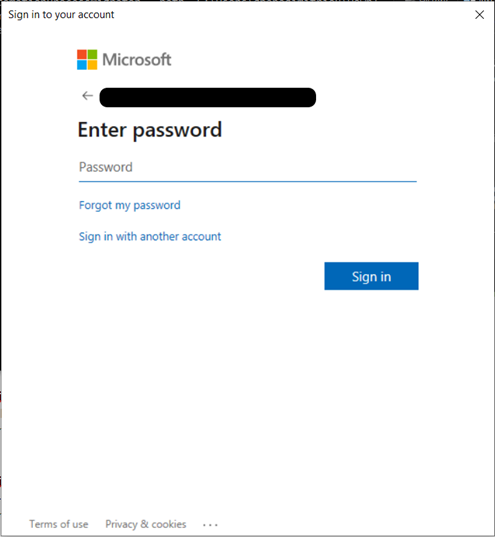 Sign in to your account
Microsoft
Enter password
Password
Forgot my password
Sign in with another account
Sign in
Terms of use Privacy & cookies ...